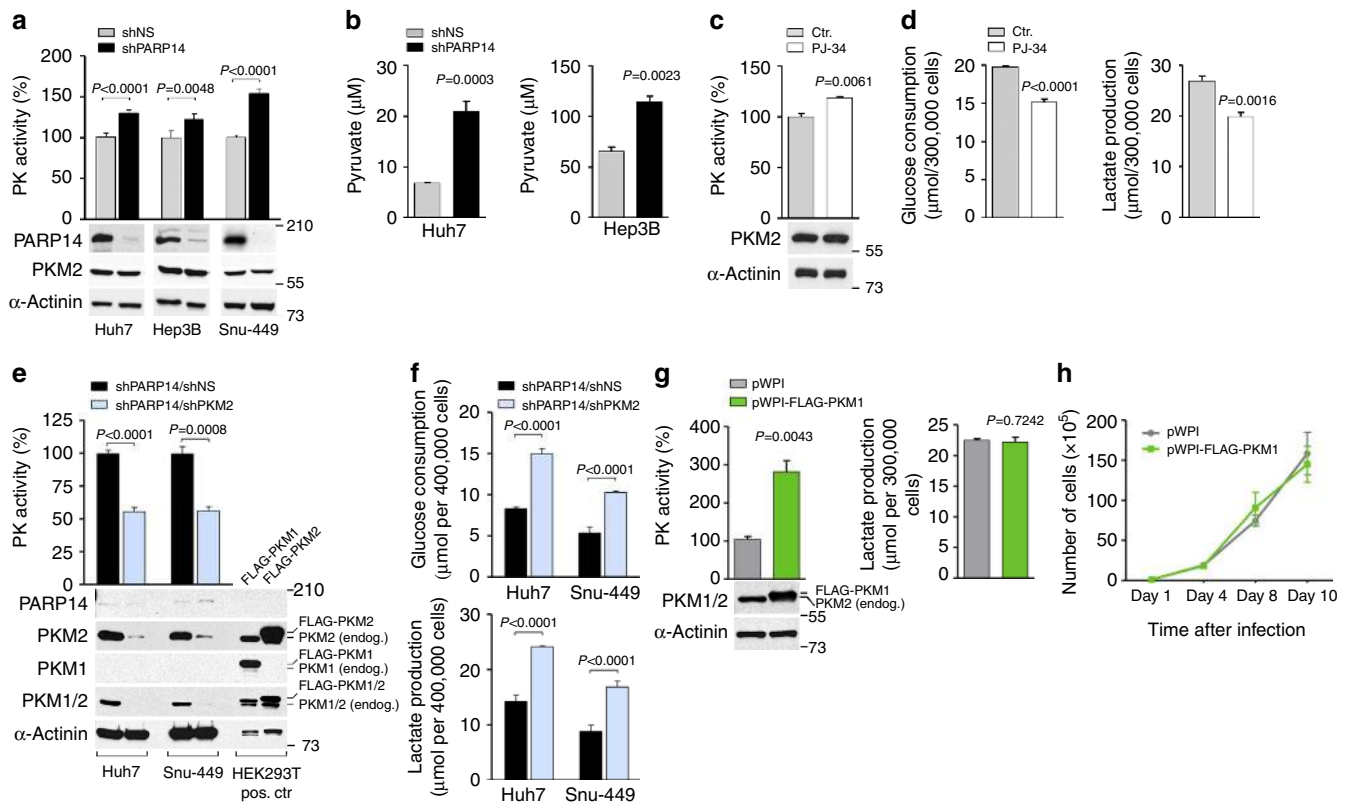 a
shNS
shPARP14
PK activity (%)
200
150
100
50
0
P<0.0001
P=0.0048
P<0.0001
PARP14
210
PKM2
55
α-Actinin
73
Huh7
Hep3B
Snu-449
b
shNS
shPARP14
Pyruvate (μM)
30
20
10
0
P=0.0003
Huh7
Pyruvate (μM)
150
100
50
0
P=0.0023
Hep3B
c
Ctr.
PJ-34
PK activity (%)
150
100
50
0
P=0.0061
PKM2
55
α-Actinin
73
d
Ctr.
PJ-34
Glucose consumption
(μmol/300,000 cells)
20
15
10
5
0
P<0.0001
Lactate production
(μmol/300,000 cells)
30
20
10
0
P=0.0016
e
shPARP14/shNS
shPARP14/shPKM2
PK activity (%)
125
100
75
50
25
0
P<0.0001
P=0.0008
FLAG-PKM1
FLAG-PKM2
PARP14
210
PKM2
FLAG-PKM2
PKM2 (endog.)
PKM1
FLAG-PKM1
PKM1 (endog.)
PKM1/2
FLAG-PKM1/2
PKM1/2 (endog.)
α-Actinin
73
Huh7
Snu-449
HEK293T
pos. ctr
f
shPARP14/shNS
shPARP14/shPKM2
Glucose consumption
(μmol per 400,000 cells)
20
15
10
5
0
P<0.0001
P<0.0001
Huh7
Snu-449
Lactate production
(μmol per 400,000 cells)
30
20
10
0
P<0.0001
P<0.0001
Huh7
Snu-449
g
pWPI
pWPI-FLAG-PKM1
PK activity (%)
400
300
200
100
0
P=0.0043
PKM1/2
FLAG-PKM1
PKM2 (endog.)
55
α-Actinin
73
Lactate production
(μmol per 300,000
cells)
25
20
15
10
5
0
P=0.7242
h
pWPI
pWPI-FLAG-PKM1
Number of cells (×10⁵)
200
150
100
50
0
Day 1
Day 4
Day 8
Day 10
Time after infection